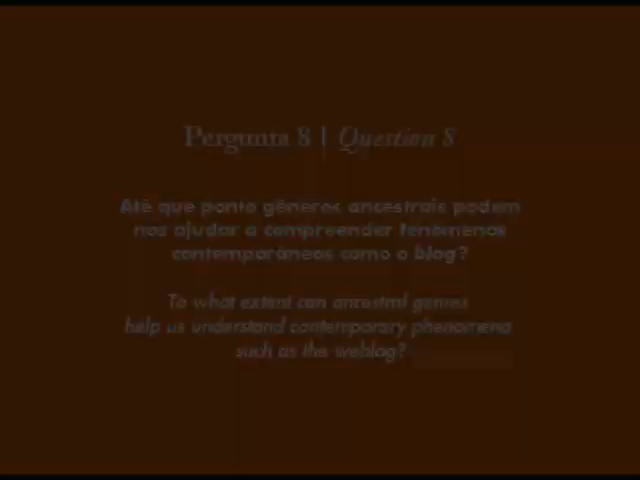 Pergunta 8 | Question 8
Até que ponto gêneros ancestrais podem
nos ajudar a compreender fenômenos
contemporâneos como o blog?
To what extent can ancestral genres
help us understand contemporary phenomena
such as the weblog?